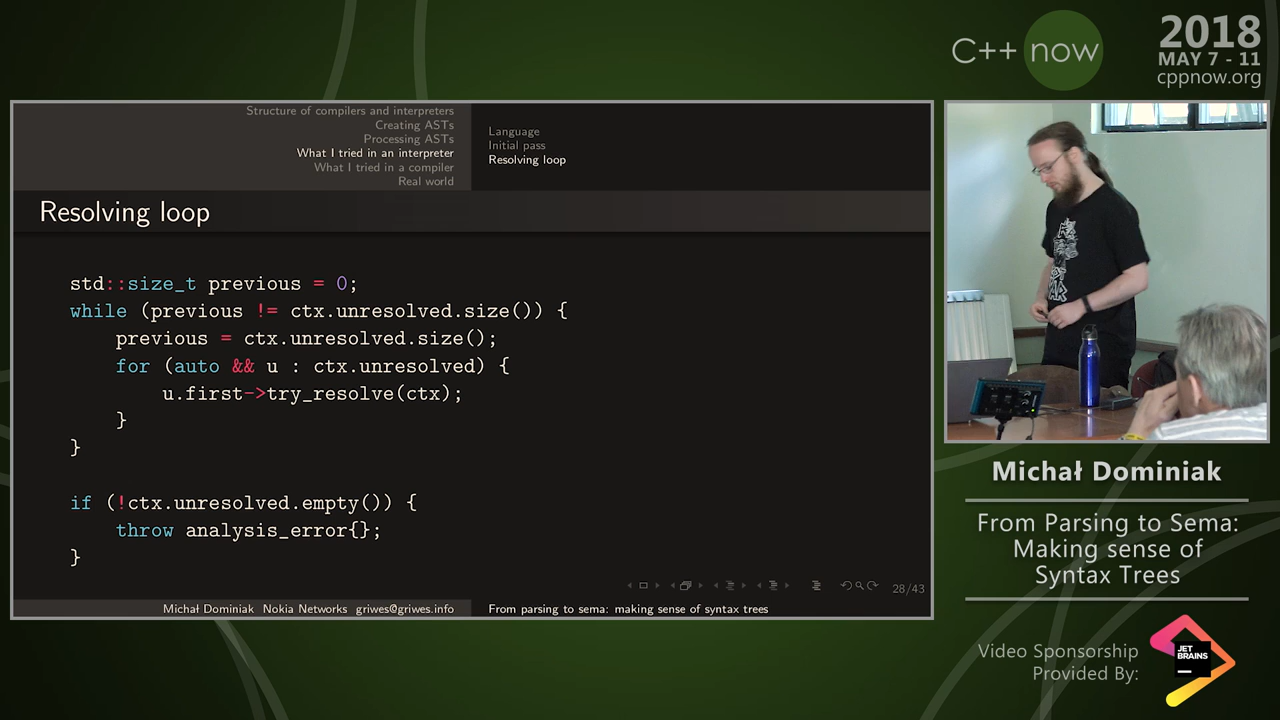 C++ now
2018
MAY 7 - 11
cppnow.org
Structure of compilers and interpreters
Creating ASTs
Processing ASTs
What I tried in an interpreter
What I tried in a compiler
Real world
Language
Initial pass
Resolving loop
Resolving loop
std::size_t previous = 0;
while (previous != ctx.unresolved.size()) {
previous = ctx.unresolved.size();
for (auto && u : ctx.unresolved) {
u.first->try_resolve(ctx);
}
}
if (!ctx.unresolved.empty()) {
throw analysis_error{};
}
28/43
Michał Dominiak Nokia Networks griwes@griwes.info
From parsing to sema: making sense of syntax trees
Michał Dominiak
From Parsing to Sema:
Making sense of
Syntax Trees
Video Sponsorship
Provided By:
JET
BRAINS